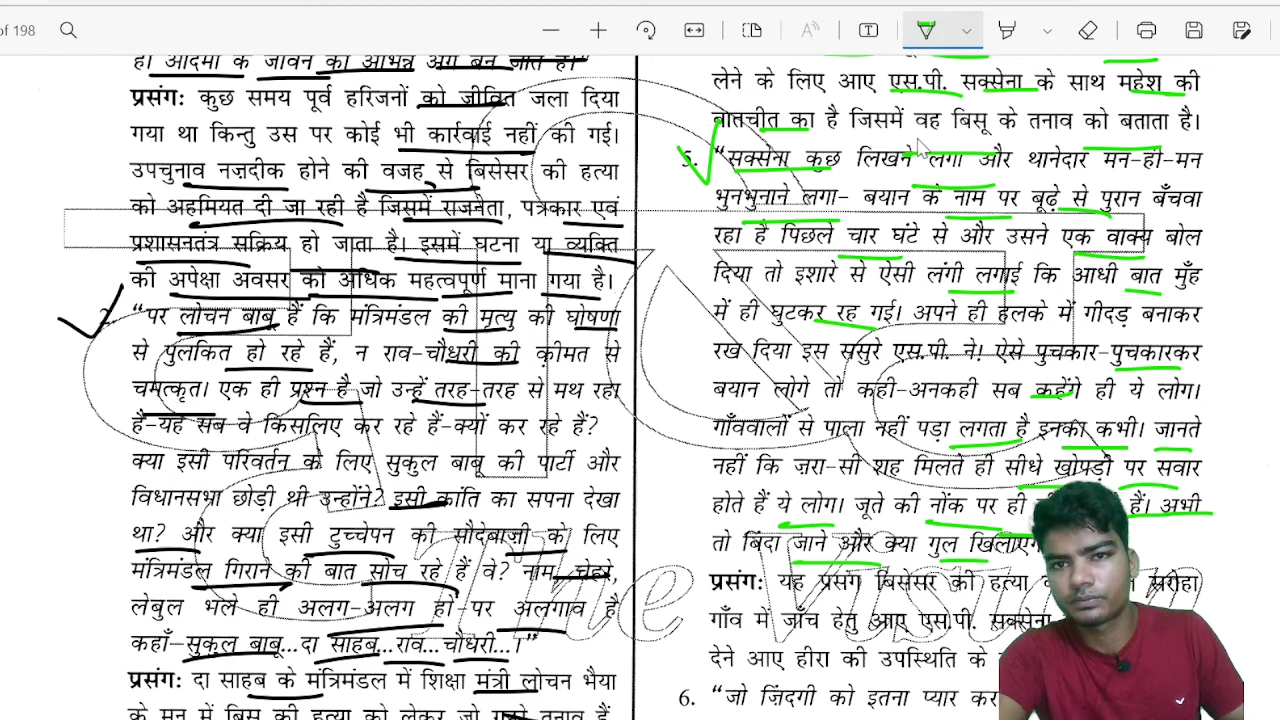 of 198
ही आदमी के जीवन का अभिन्न अंग बन जाते हैं।"
प्रसंग: कुछ समय पूर्व हरिजनों को जीवित जला दिया
गया था किन्तु उस पर कोई भी कार्रवाई नहीं की गई।
उपचुनाव नज़दीक होने की वजह से बिसेसर की हत्या
को अहमियत दी जा रही है जिसमें राजनेता, पत्रकार एवं
प्रशासनतंत्र सक्रिय हो जाता है। इसमें घटना या व्यक्ति
की अपेक्षा अवसर को अधिक महत्वपूर्ण माना गया है।
"पर लोचन बाबू हैं कि मंत्रिमंडल की मृत्यु की घोषणा
से पुलकित हो रहे हैं, न राव-चौधरी की क़ीमत से
चमत्कृत। एक ही प्रश्न है जो उन्हें तरह-तरह से मथ रहा
है-यह सब वे किसलिए कर रहे हैं-क्यों कर रहे हैं?
क्या इसी परिवर्तन के लिए सुकुल बाबू की पार्टी और
विधानसभा छोड़ी थी उन्होंने? इसी क्रांति का सपना देखा
था? और क्या इसी टुच्चेपन की सौदेबाज़ी के लिए
मंत्रिमंडल गिराने की बात सोच रहे हैं वे? नाम, चेहरे,
लेबुल भले ही अलग-अलग हों-पर अलगाव है
कहाँ-सुकुल बाबू...दा साहब...राव...चौधरी...।"
प्रसंग: दा साहब के मंत्रिमंडल में शिक्षा मंत्री लोचन भैया
के मन में बिसू की हत्या को लेकर जो तनाव हैं,
लेने के लिए आए एस.पी. सक्सेना के साथ महेश की
बातचीत का है जिसमें वह बिसू के तनाव को बताता है।
5. "सक्सेना कुछ लिखने लगा और थानेदार मन-ही-मन
भुनभुनाने लगा- बयान के नाम पर बूढ़े से पुरान बँचवा
रहा है पिछले चार घंटे से और उसने एक वाक्य बोल
दिया तो इशारे से ऐसी लंगी लगाई कि आधी बात मुँह
में ही घुटकर रह गई। अपने ही हलके में गीदड़ बनाकर
रख दिया इस ससुरे एस.पी. ने! ऐसे पुचकार-पुचकारकर
बयान लोगे तो कही-अनकही सब कहेंगे ही ये लोग।
गाँववालों से पाला नहीं पड़ा लगता है इनका कभी। जानते
नहीं कि ज़रा-सी शह मिलते ही सीधे खोपड़ी पर सवार
होते हैं ये लोग। जूते की नोंक पर ही हैं। अभी
तो बिंदा जाने और क्या गुल खिलाएगा
प्रसंग: यह प्रसंग बिसेसर की हत्या सरोहा
गाँव में जाँच हेतु आए एस.पी. सक्सेना
देने आए हीरा की उपस्थिति के
6. "जो ज़िंदगी को इतना प्यार